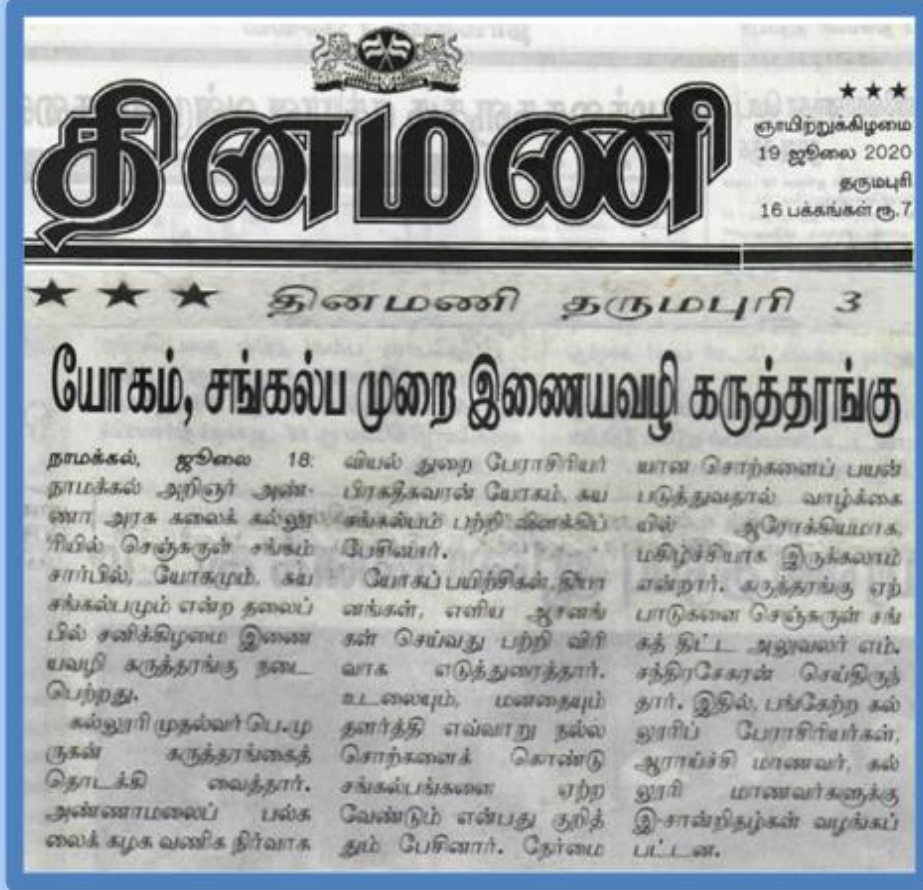 தினமணி
★★★
ஞாயிற்றுக்கிழமை
19 ஜூலை 2020
தருமபுரி
16 பக்கங்கள் ரூ.7
★ ★ ★ தினமணி தருமபுரி 3
யோகம், சங்கல்ப முறை இணையவழி கருத்தரங்கு
நாமக்கல், ஜூலை 18:
நாமக்கல் அறிஞர் அண்-
ணா அரசு கலைக் கல்லூ
ரியில் செஞ்சுருள் சங்கம்
சார்பில், யோகமும், சுய
சங்கல்பமும் என்ற தலைப்
பில் சனிக்கிழமை இணை
யவழி கருத்தரங்கு நடை
பெற்றது.
கல்லூரி முதல்வர் பெ.மு
ருகன் கருத்தரங்கைத்
தொடக்கி வைத்தார்.
அண்ணாமலைப் பல்க
லைக் கழக வணிக நிர்வாக
வியல் துறை பேராசிரியர்
பிரகதீசுவரன் யோகம், சுய
சங்கல்பம் பற்றி விளக்கிப்
பேசினார்.
யோகப் பயிற்சிகள், தியா
னங்கள், எளிய ஆசனங்
கள் செய்வது பற்றி விரி
வாக எடுத்துரைத்தார்.
உடலையும், மனதையும்
தளர்த்தி எவ்வாறு நல்ல
சொற்களைக் கொண்டு
சங்கல்பங்களை ஏற்ற
வேண்டும் என்பது குறித்
தும் பேசினார். நேர்மை
யான சொற்களைப் பயன்
படுத்துவதால் வாழ்க்கை
யில் ஆரோக்கியமாக,
மகிழ்ச்சியாக இருக்கலாம்
என்றார். கருத்தரங்கு ஏற்
பாடுகளை செஞ்சுருள் சங்
கத் திட்ட அலுவலர் எம்.
சந்திரசேகரன் செய்திருந்
தார். இதில், பங்கேற்ற கல்
லூரிப் பேராசிரியர்கள்,
ஆராய்ச்சி மாணவர், கல்
லூரி மாணவர்களுக்கு
இ-சான்றிதழ்கள் வழங்கப்
பட்டன.